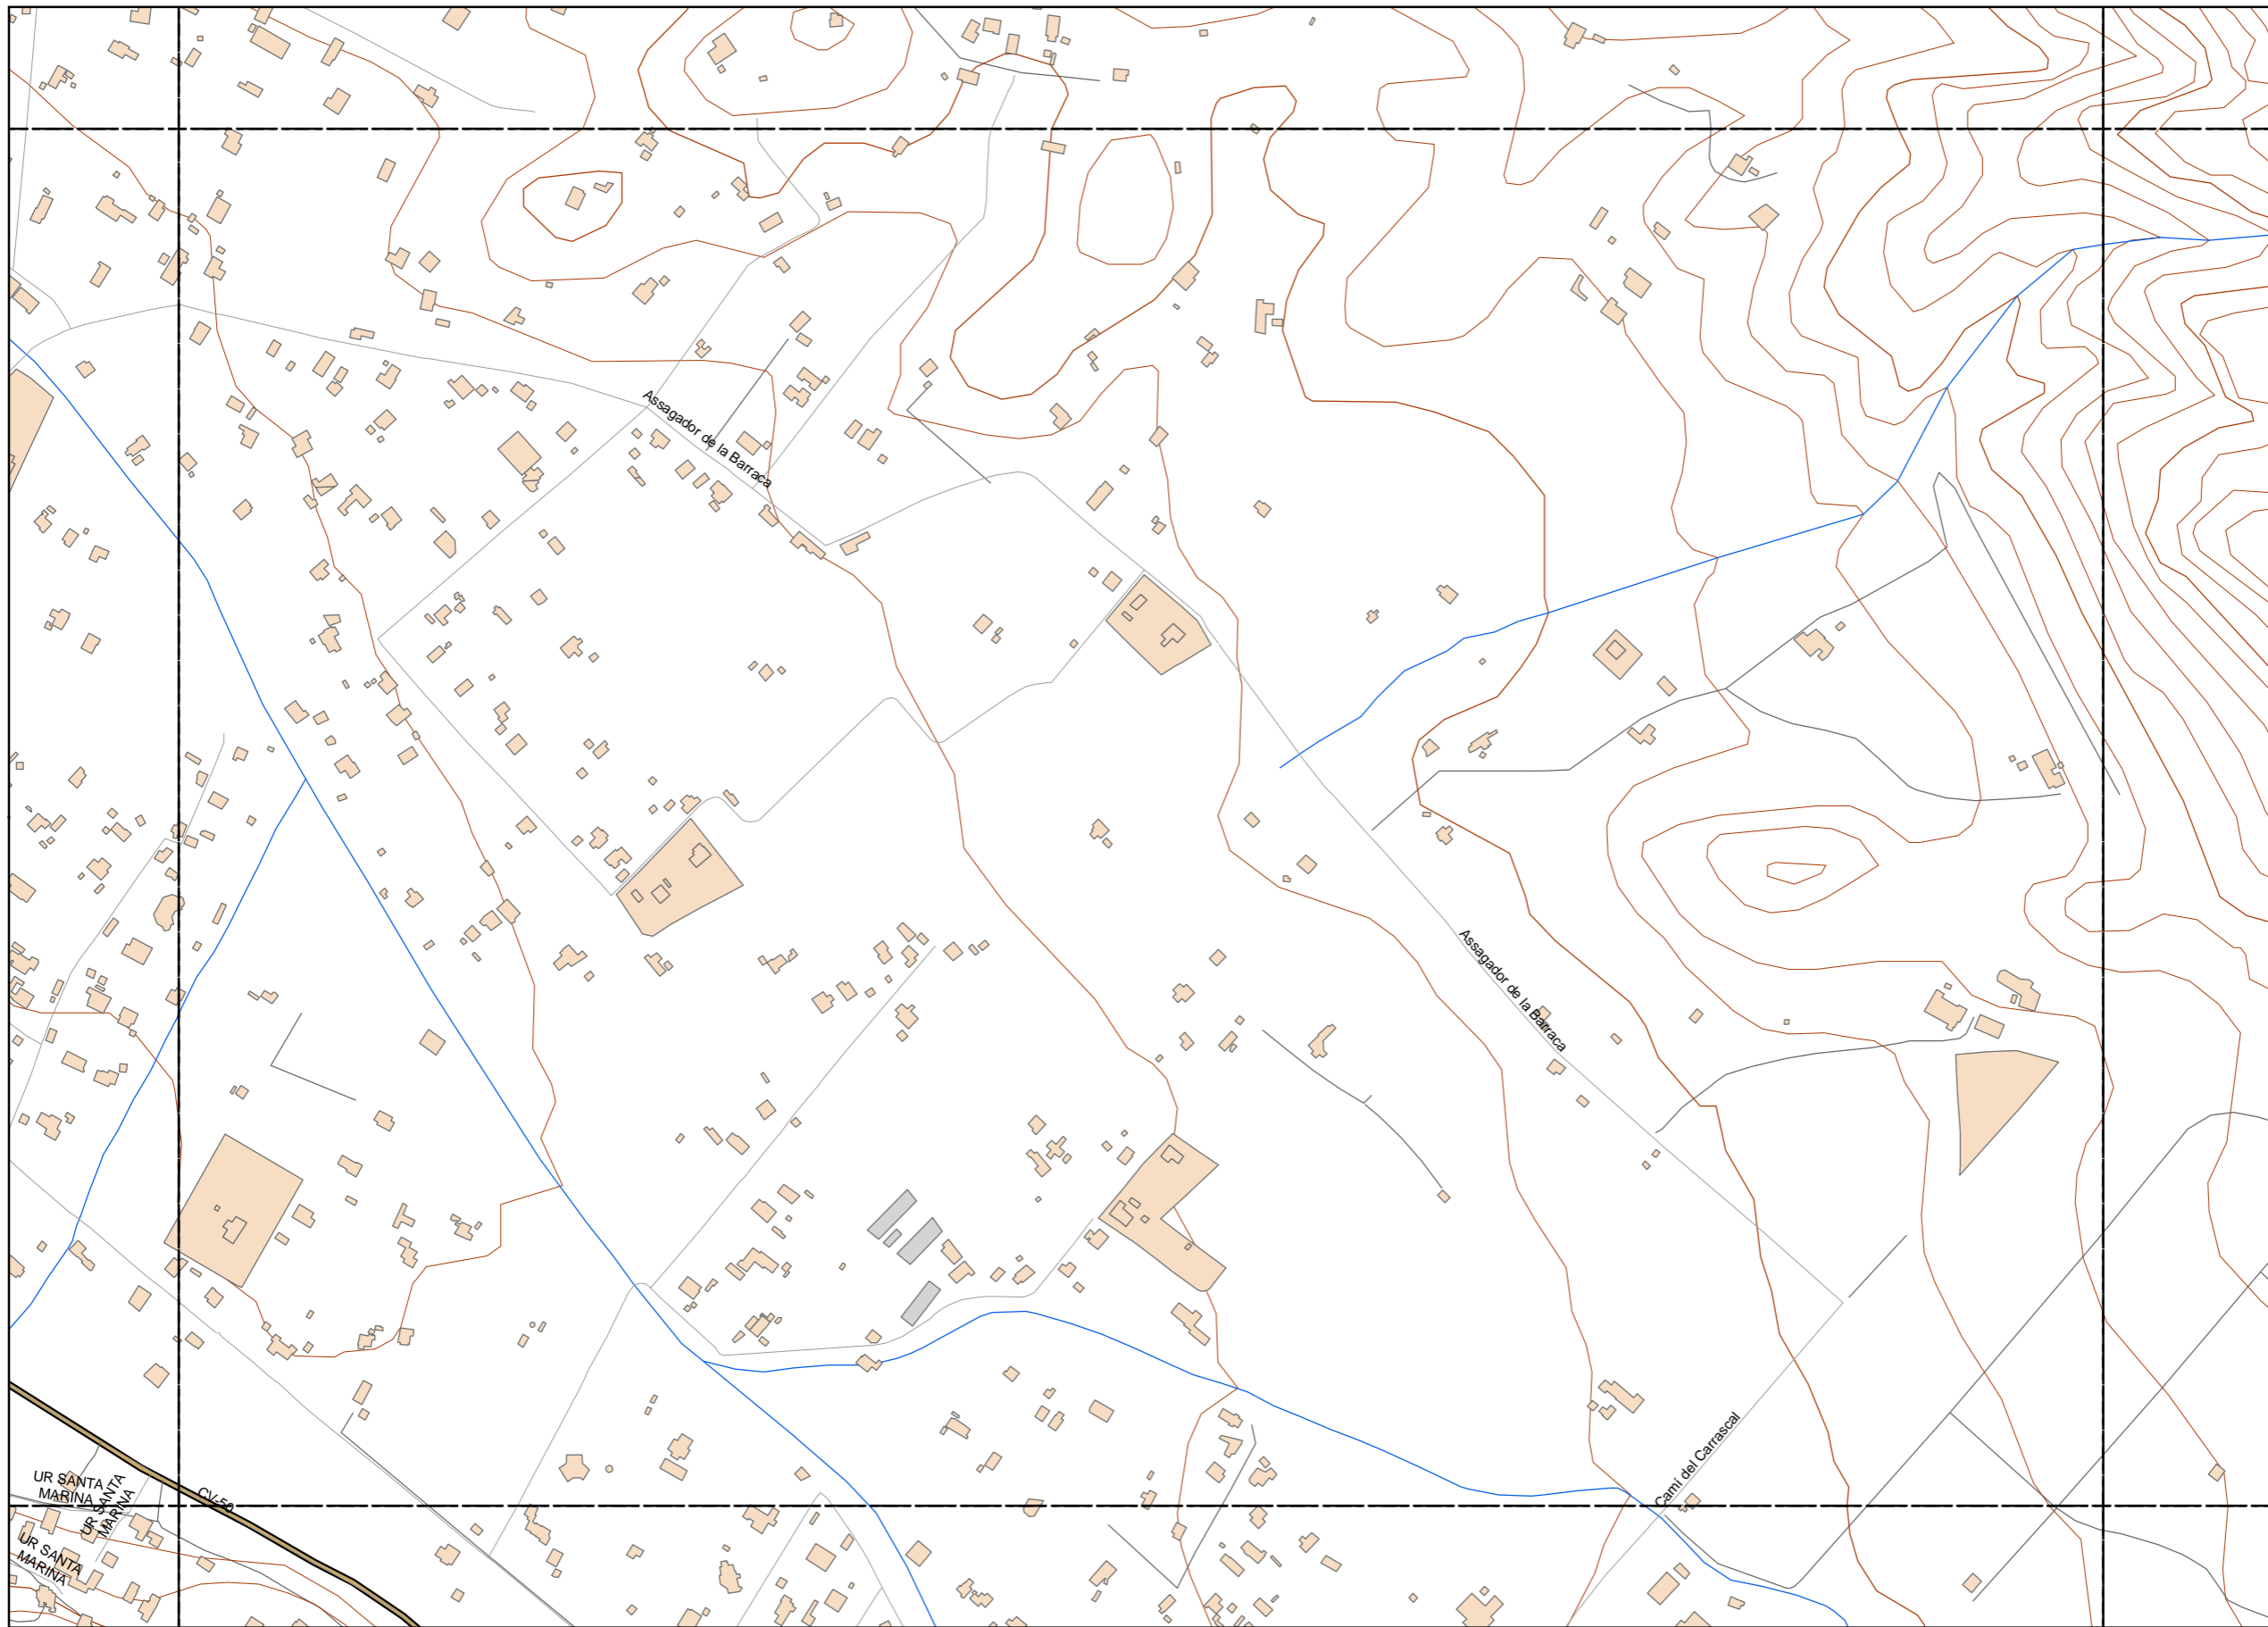 Assagador de la Barraca
Assagador de la Barraca
Camí del Carrascal
UR SANTA
MARINA
UR SANTA
MARINA
CV-50
UR SANTA
MARINA